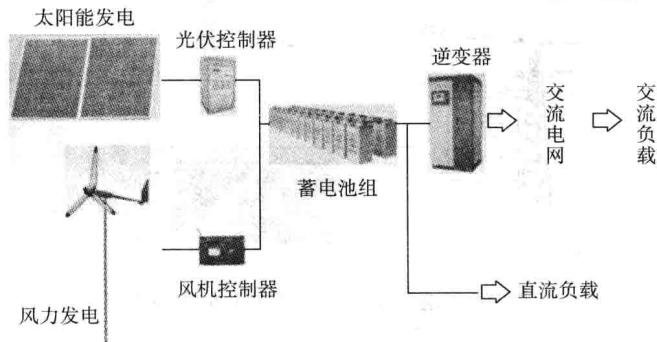 太阳能发电
光伏控制器
逆变器
交流电网
交流负载
蓄电池组
风机控制器
直流负载
风力发电